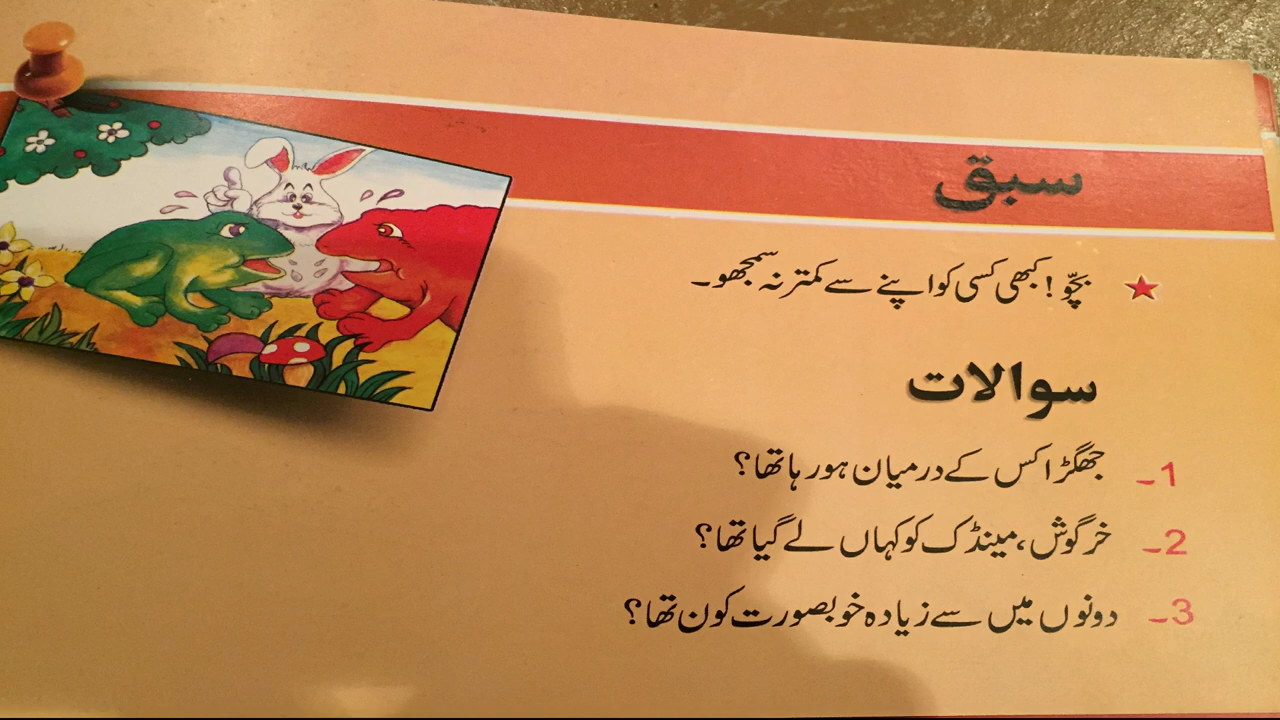 سبق
★ بچّو! کبھی کسی کو اپنے سے کمتر نہ سمجھو۔
سوالات
1۔ جھگڑا کس کے درمیان ہو رہا تھا؟
2۔ خرگوش، مینڈک کو کہاں لے گیا تھا؟
3۔ دونوں میں سے زیادہ خوبصورت کون تھا؟